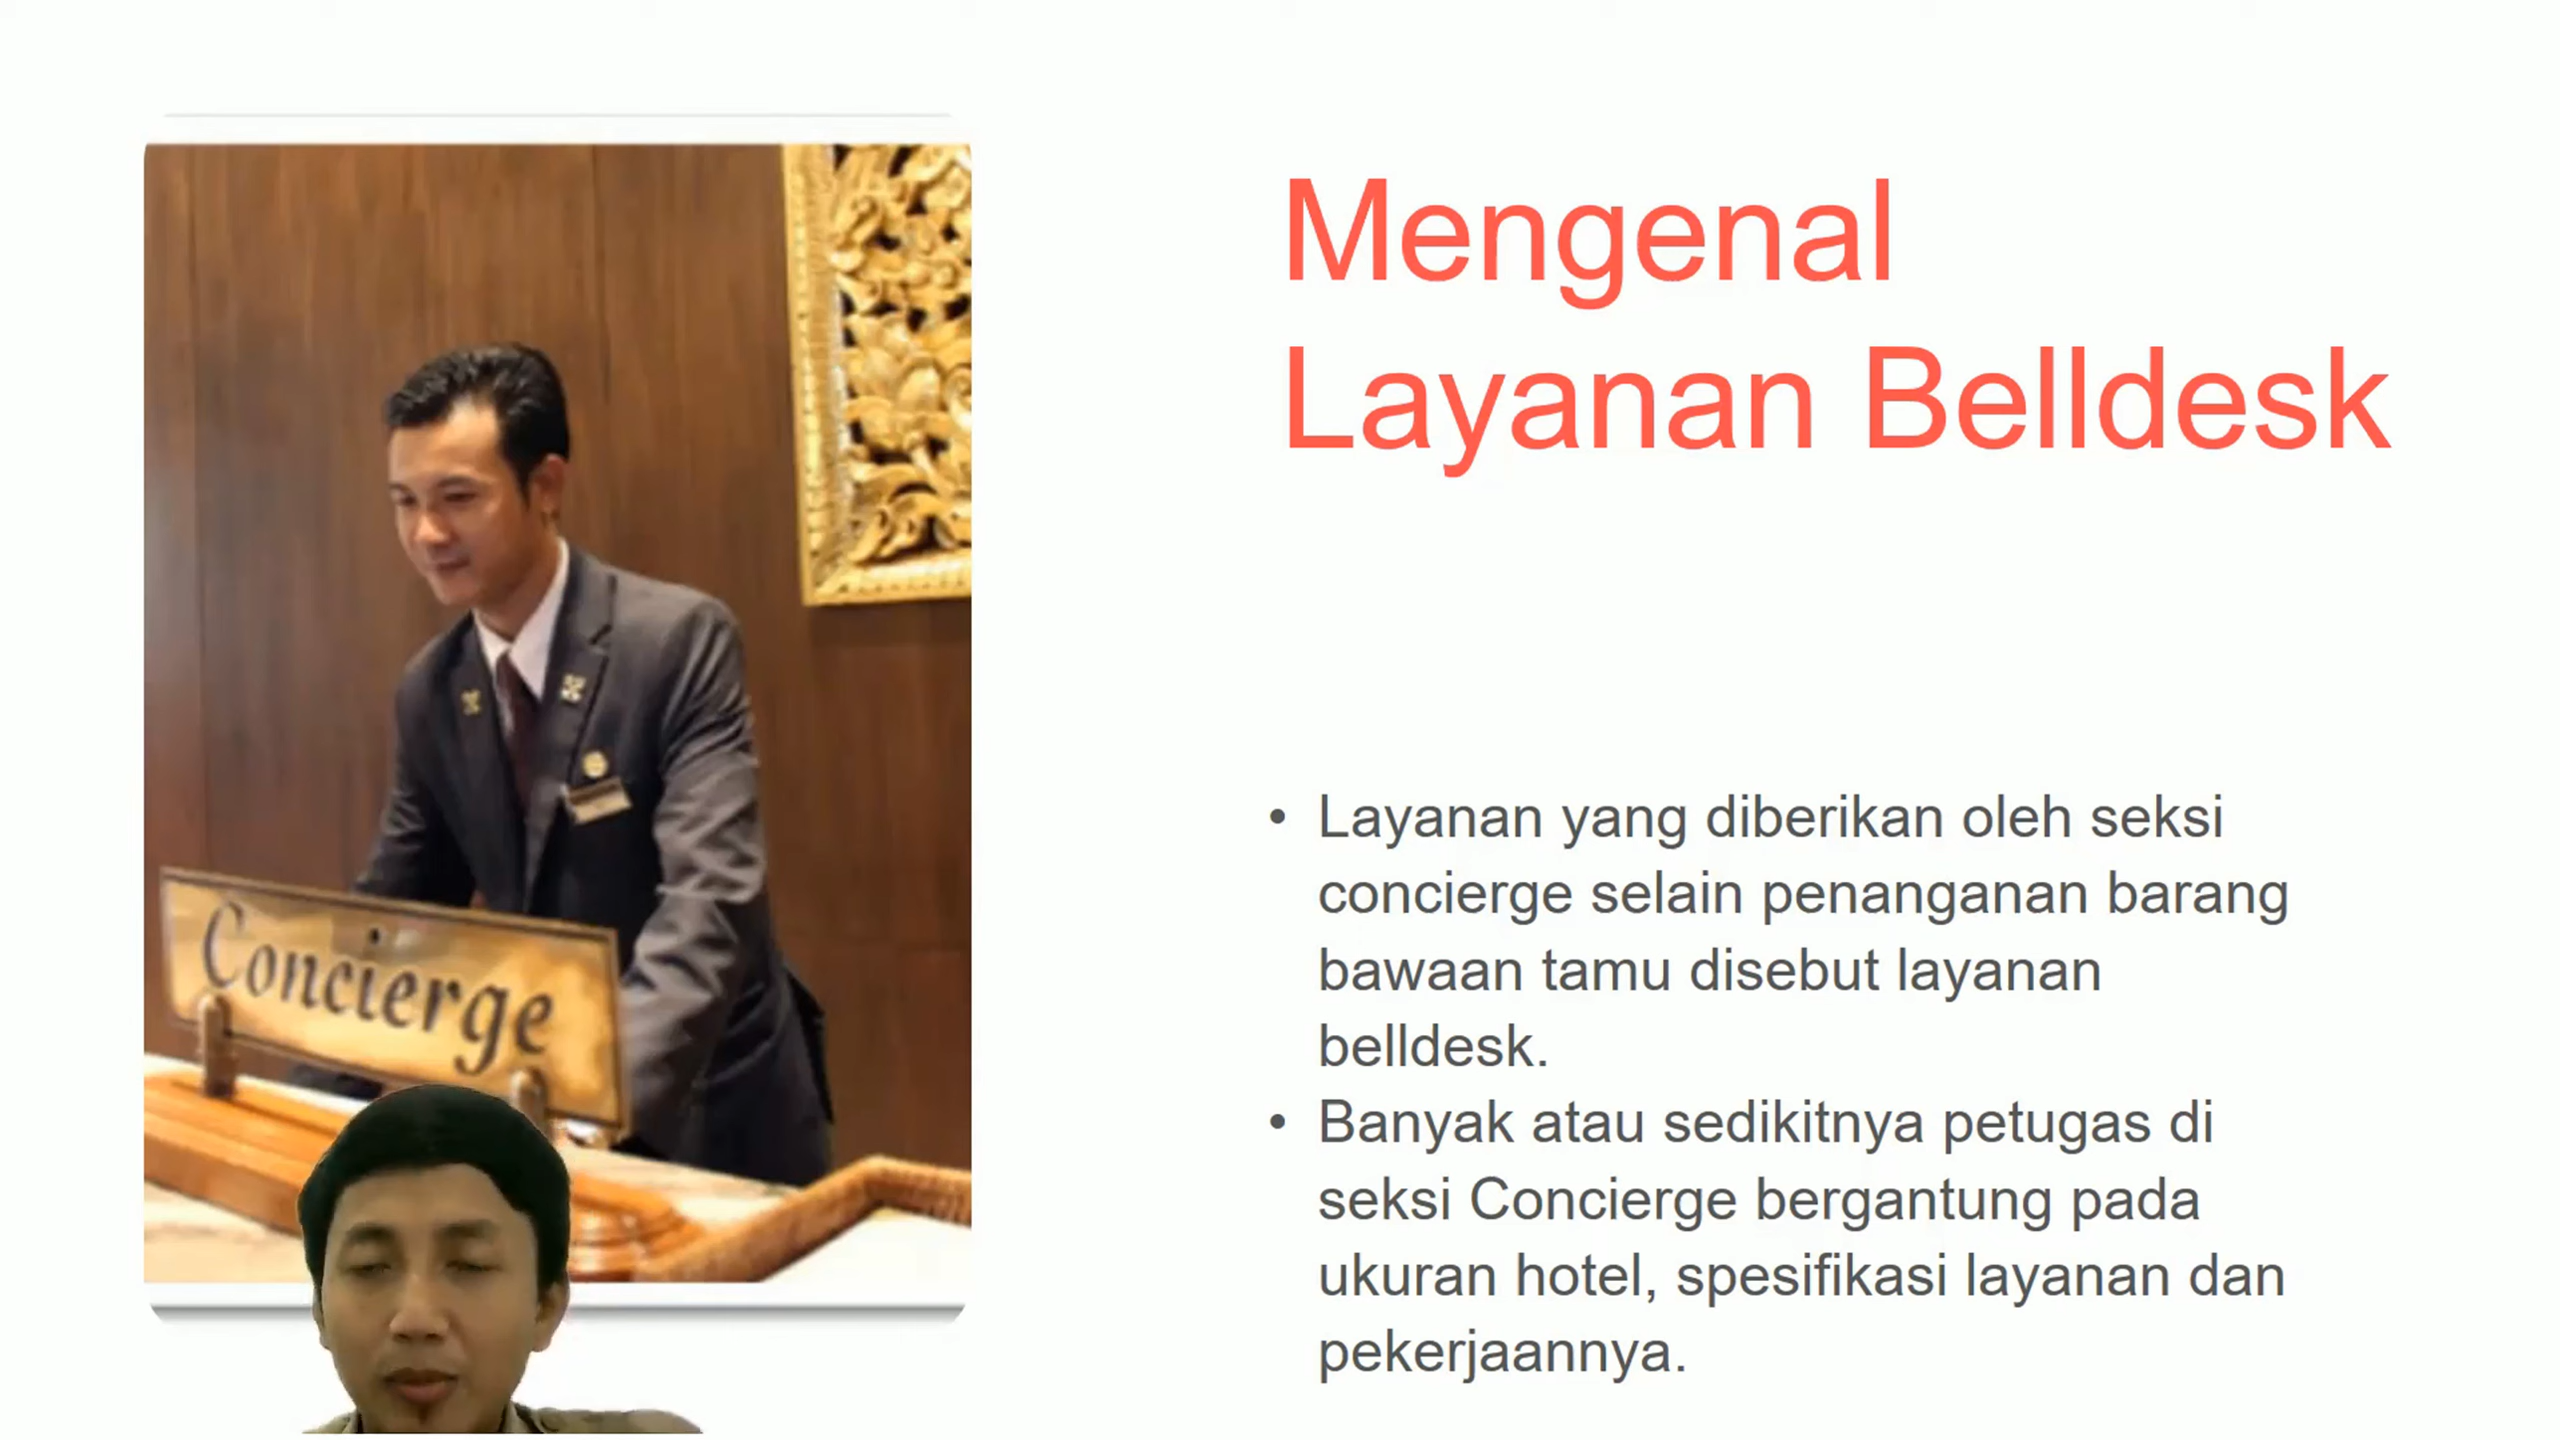 Mengenal
Layanan Belldesk
• Layanan yang diberikan oleh seksi
concierge selain penanganan barang
bawaan tamu disebut layanan
belldesk.
• Banyak atau sedikitnya petugas di
seksi Concierge bergantung pada
ukuran hotel, spesifikasi layanan dan
pekerjaannya.
Concierge